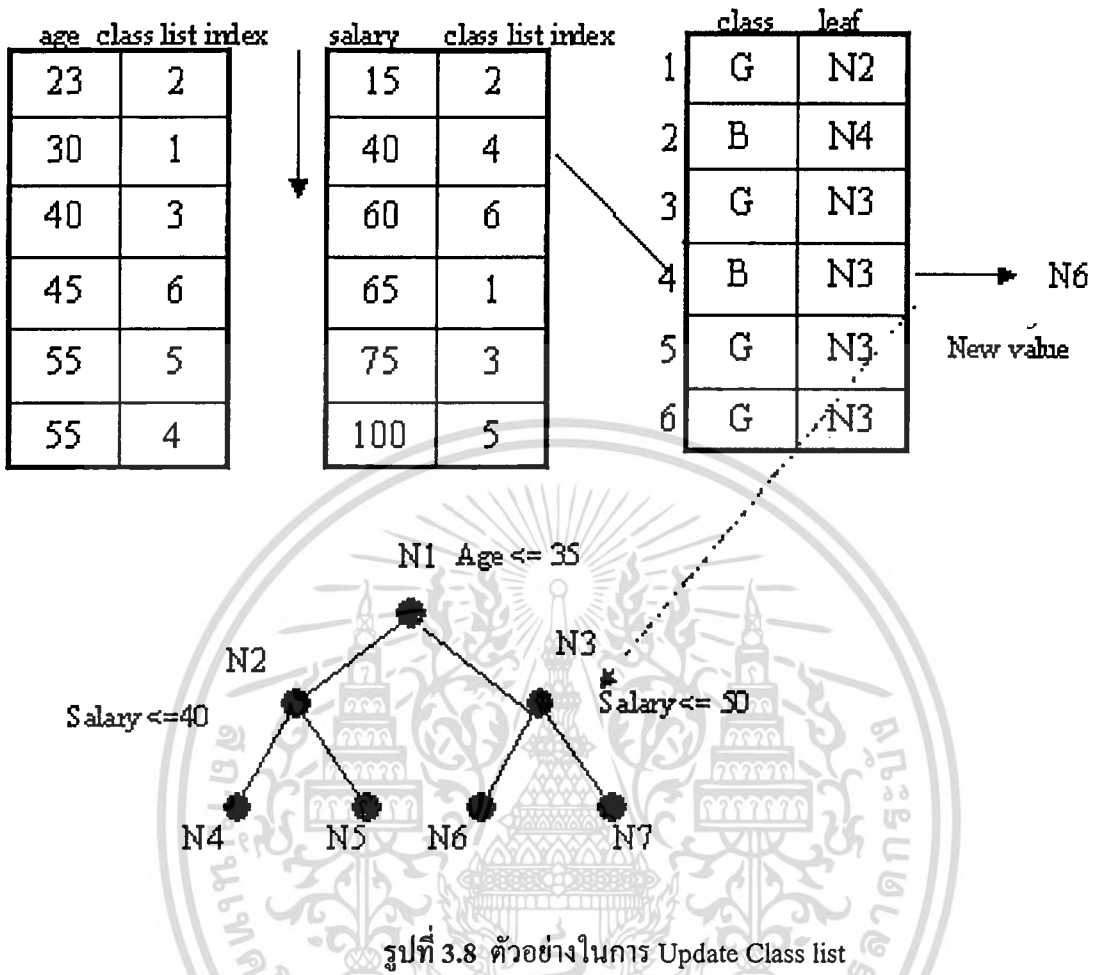 age class list index
23 2
30 1
40 3
45 6
55 5
55 4
salary class list index
15 2
40 4
60 6
65 1
75 3
100 5
class leaf
1 G N2
2 B N4
3 G N3
4 B N3
5 G N3
6 G N3
N6
New value
N1 Age <= 35
N2
N3
Salary <=40
Salary <= 50
N4
N5
N6
N7
รูปที่ 3.8 ตัวอย่างในการ Update Class list